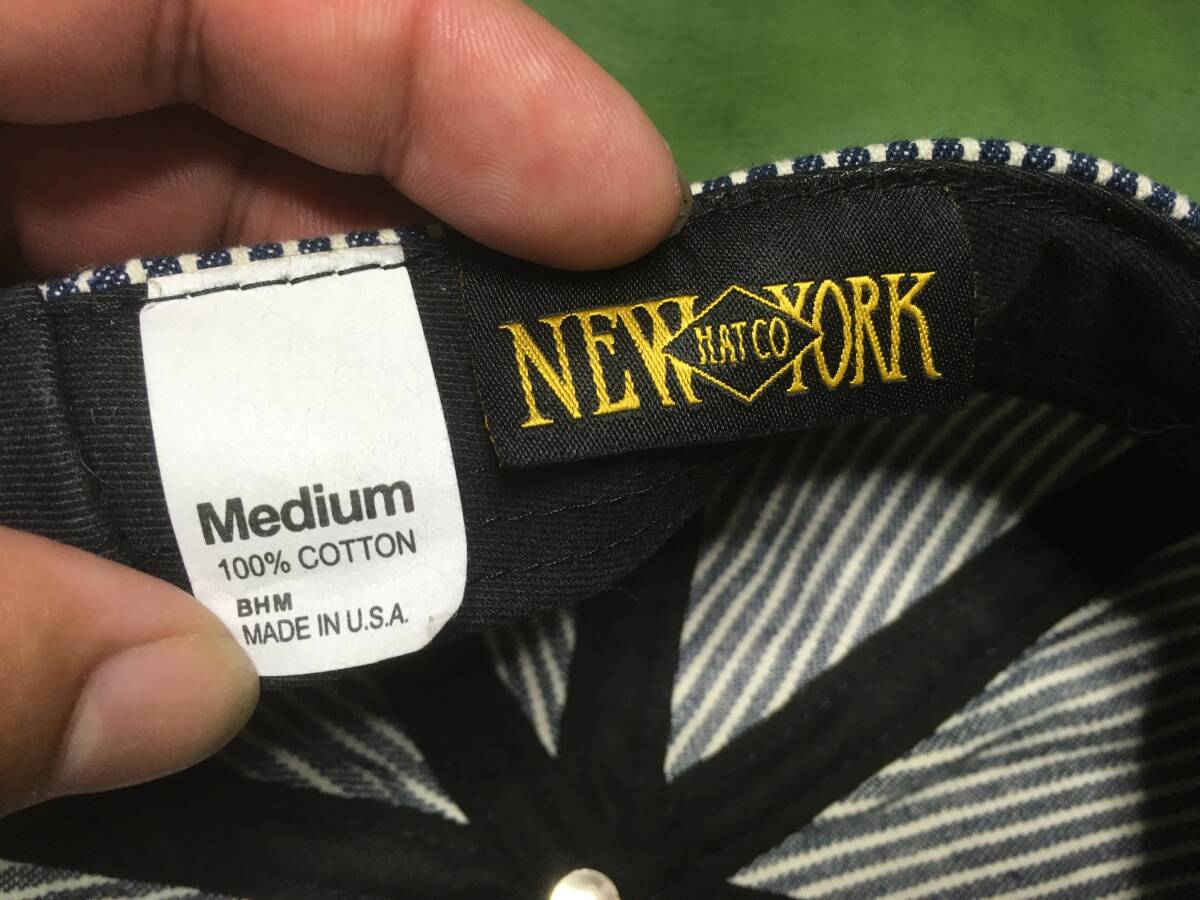 Medium
100% COTTON
BHM
MADE IN U.S.A.
NEW HAT CO YORK